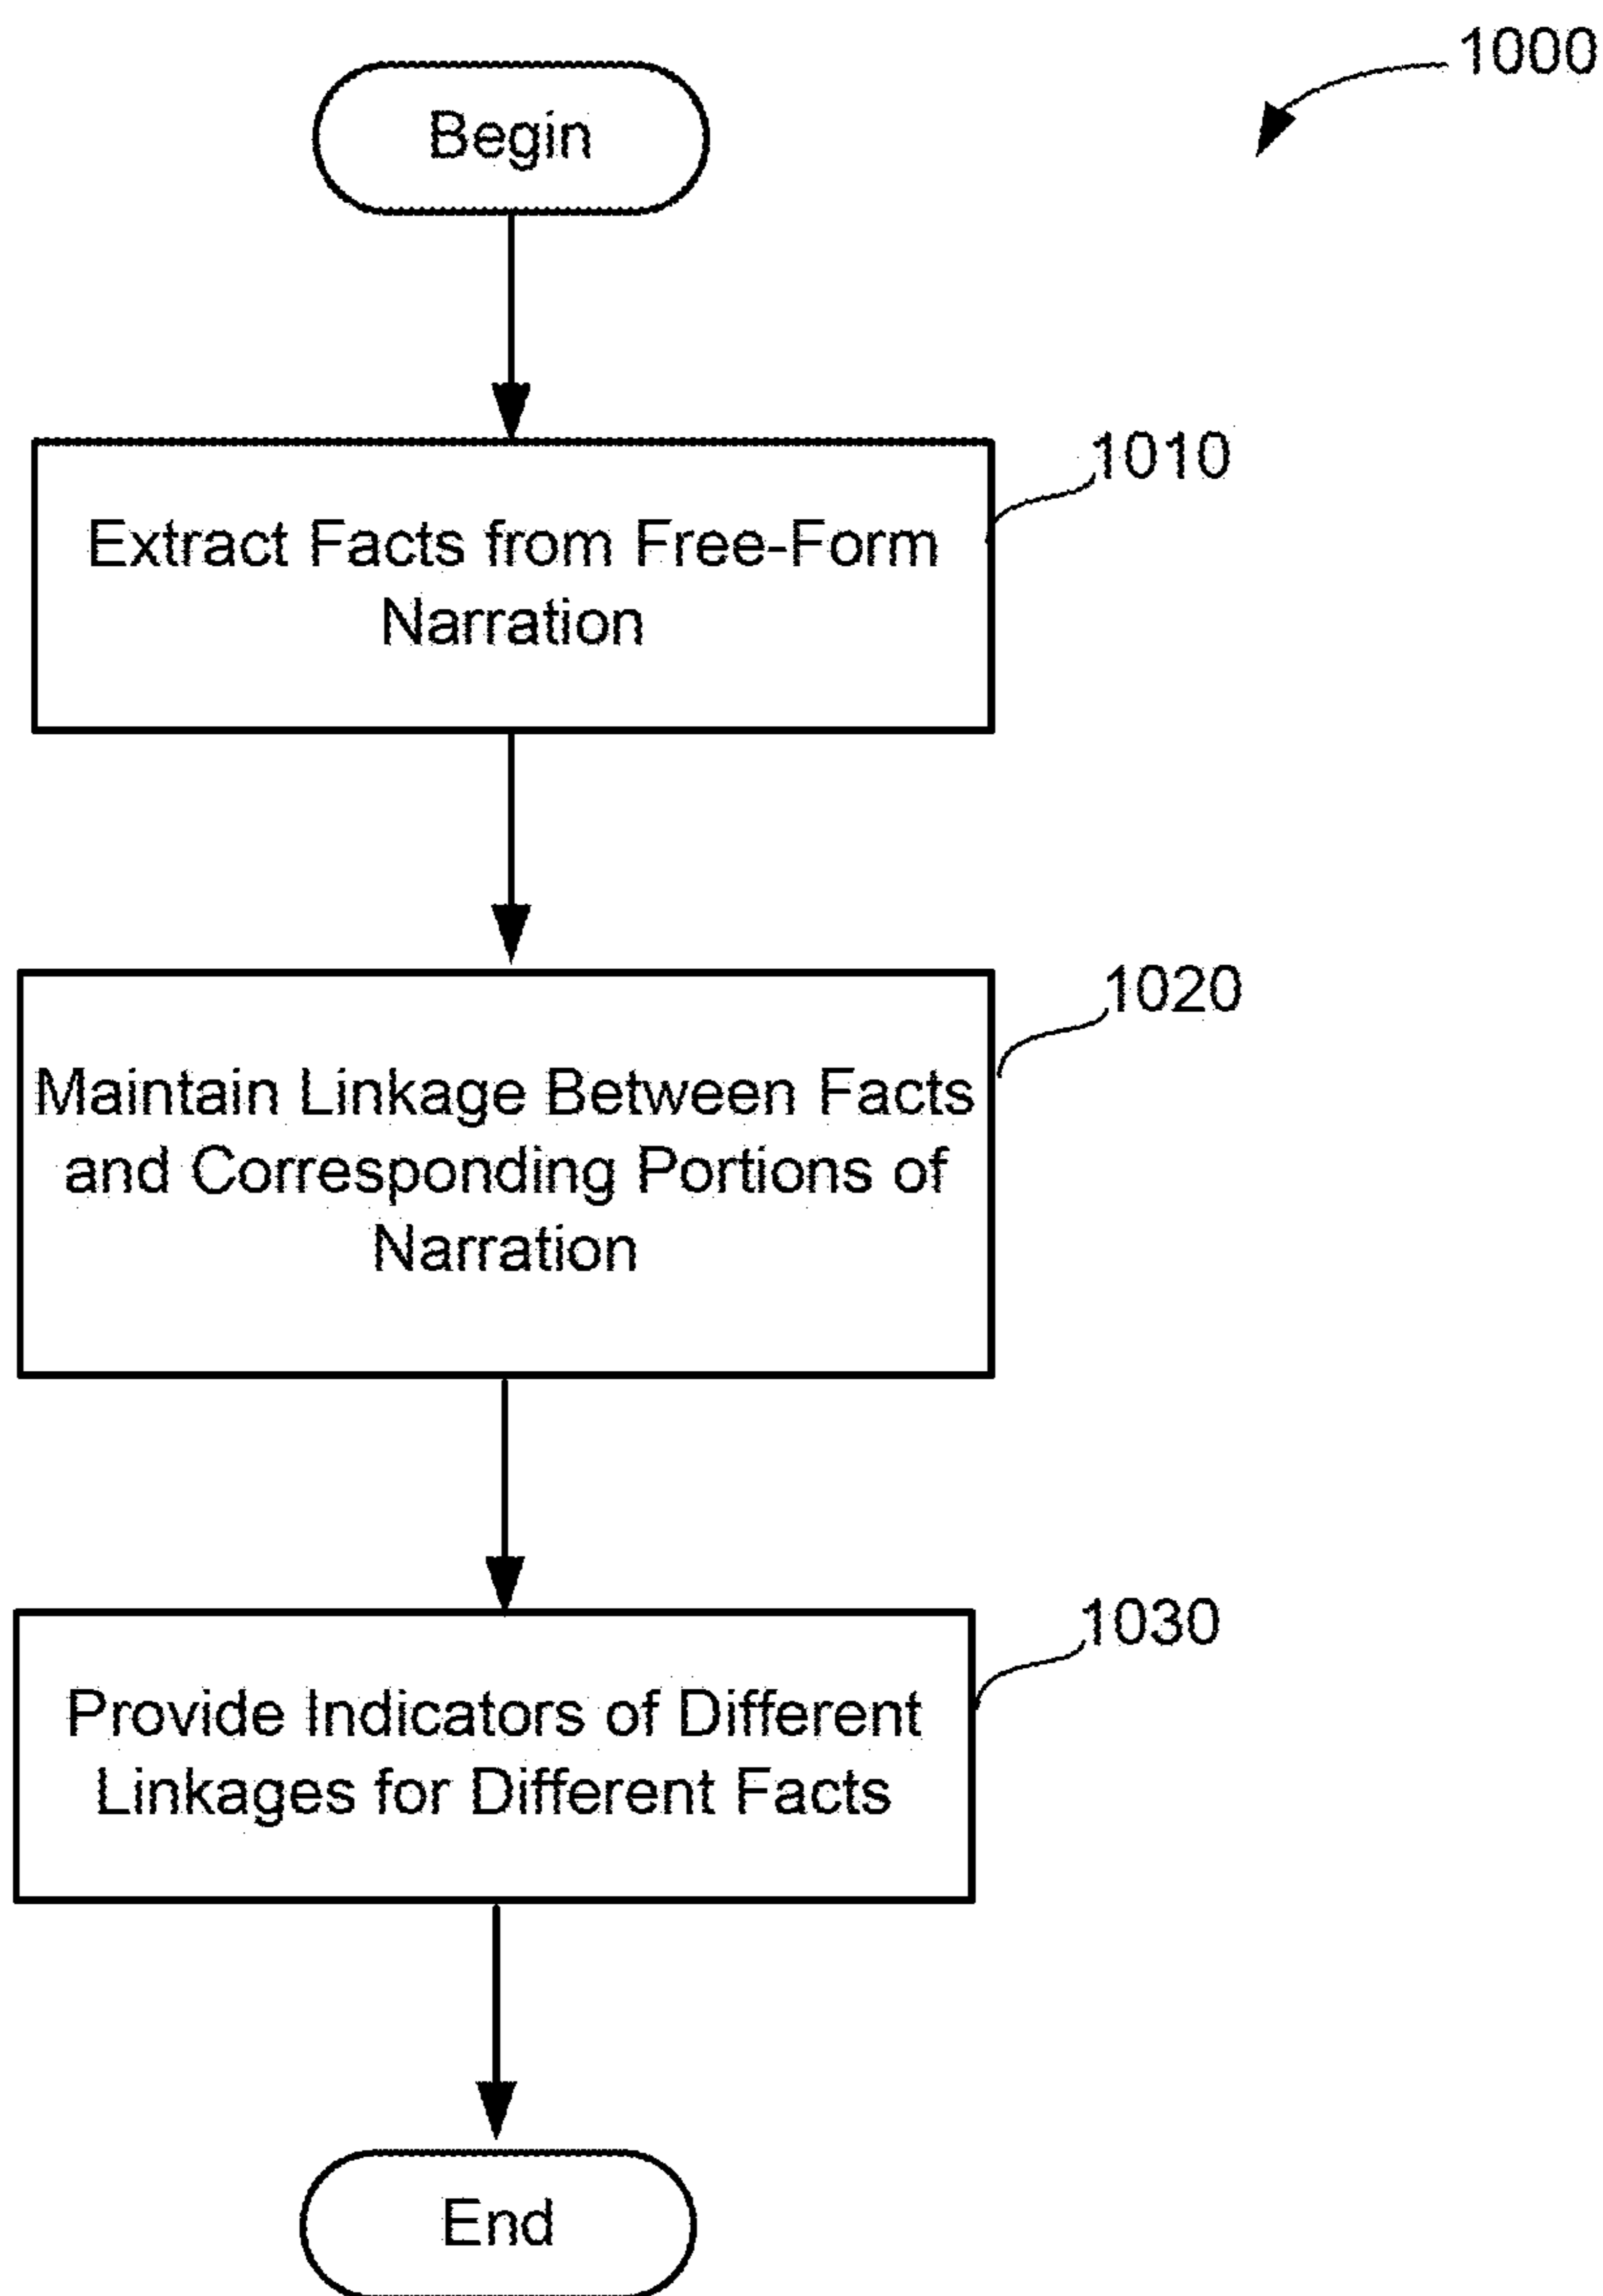 1000
Begin
1010
Extract Facts from Free-Form
Narration
1020
Maintain Linkage Between Facts
and Corresponding Portions of
Narration
1030
Provide Indicators of Different
Linkages for Different Facts
End